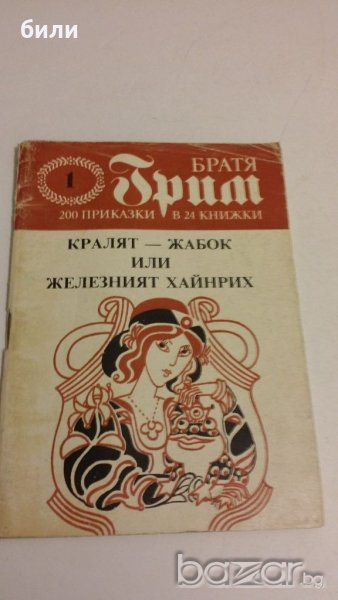 били
1
БРАТЯ
Грим
200 ПРИКАЗКИ В 24 КНИЖКИ
КРАЛЯТ — ЖАБОК
ИЛИ
ЖЕЛЕЗНИЯТ ХАЙНРИХ
bazar.bg